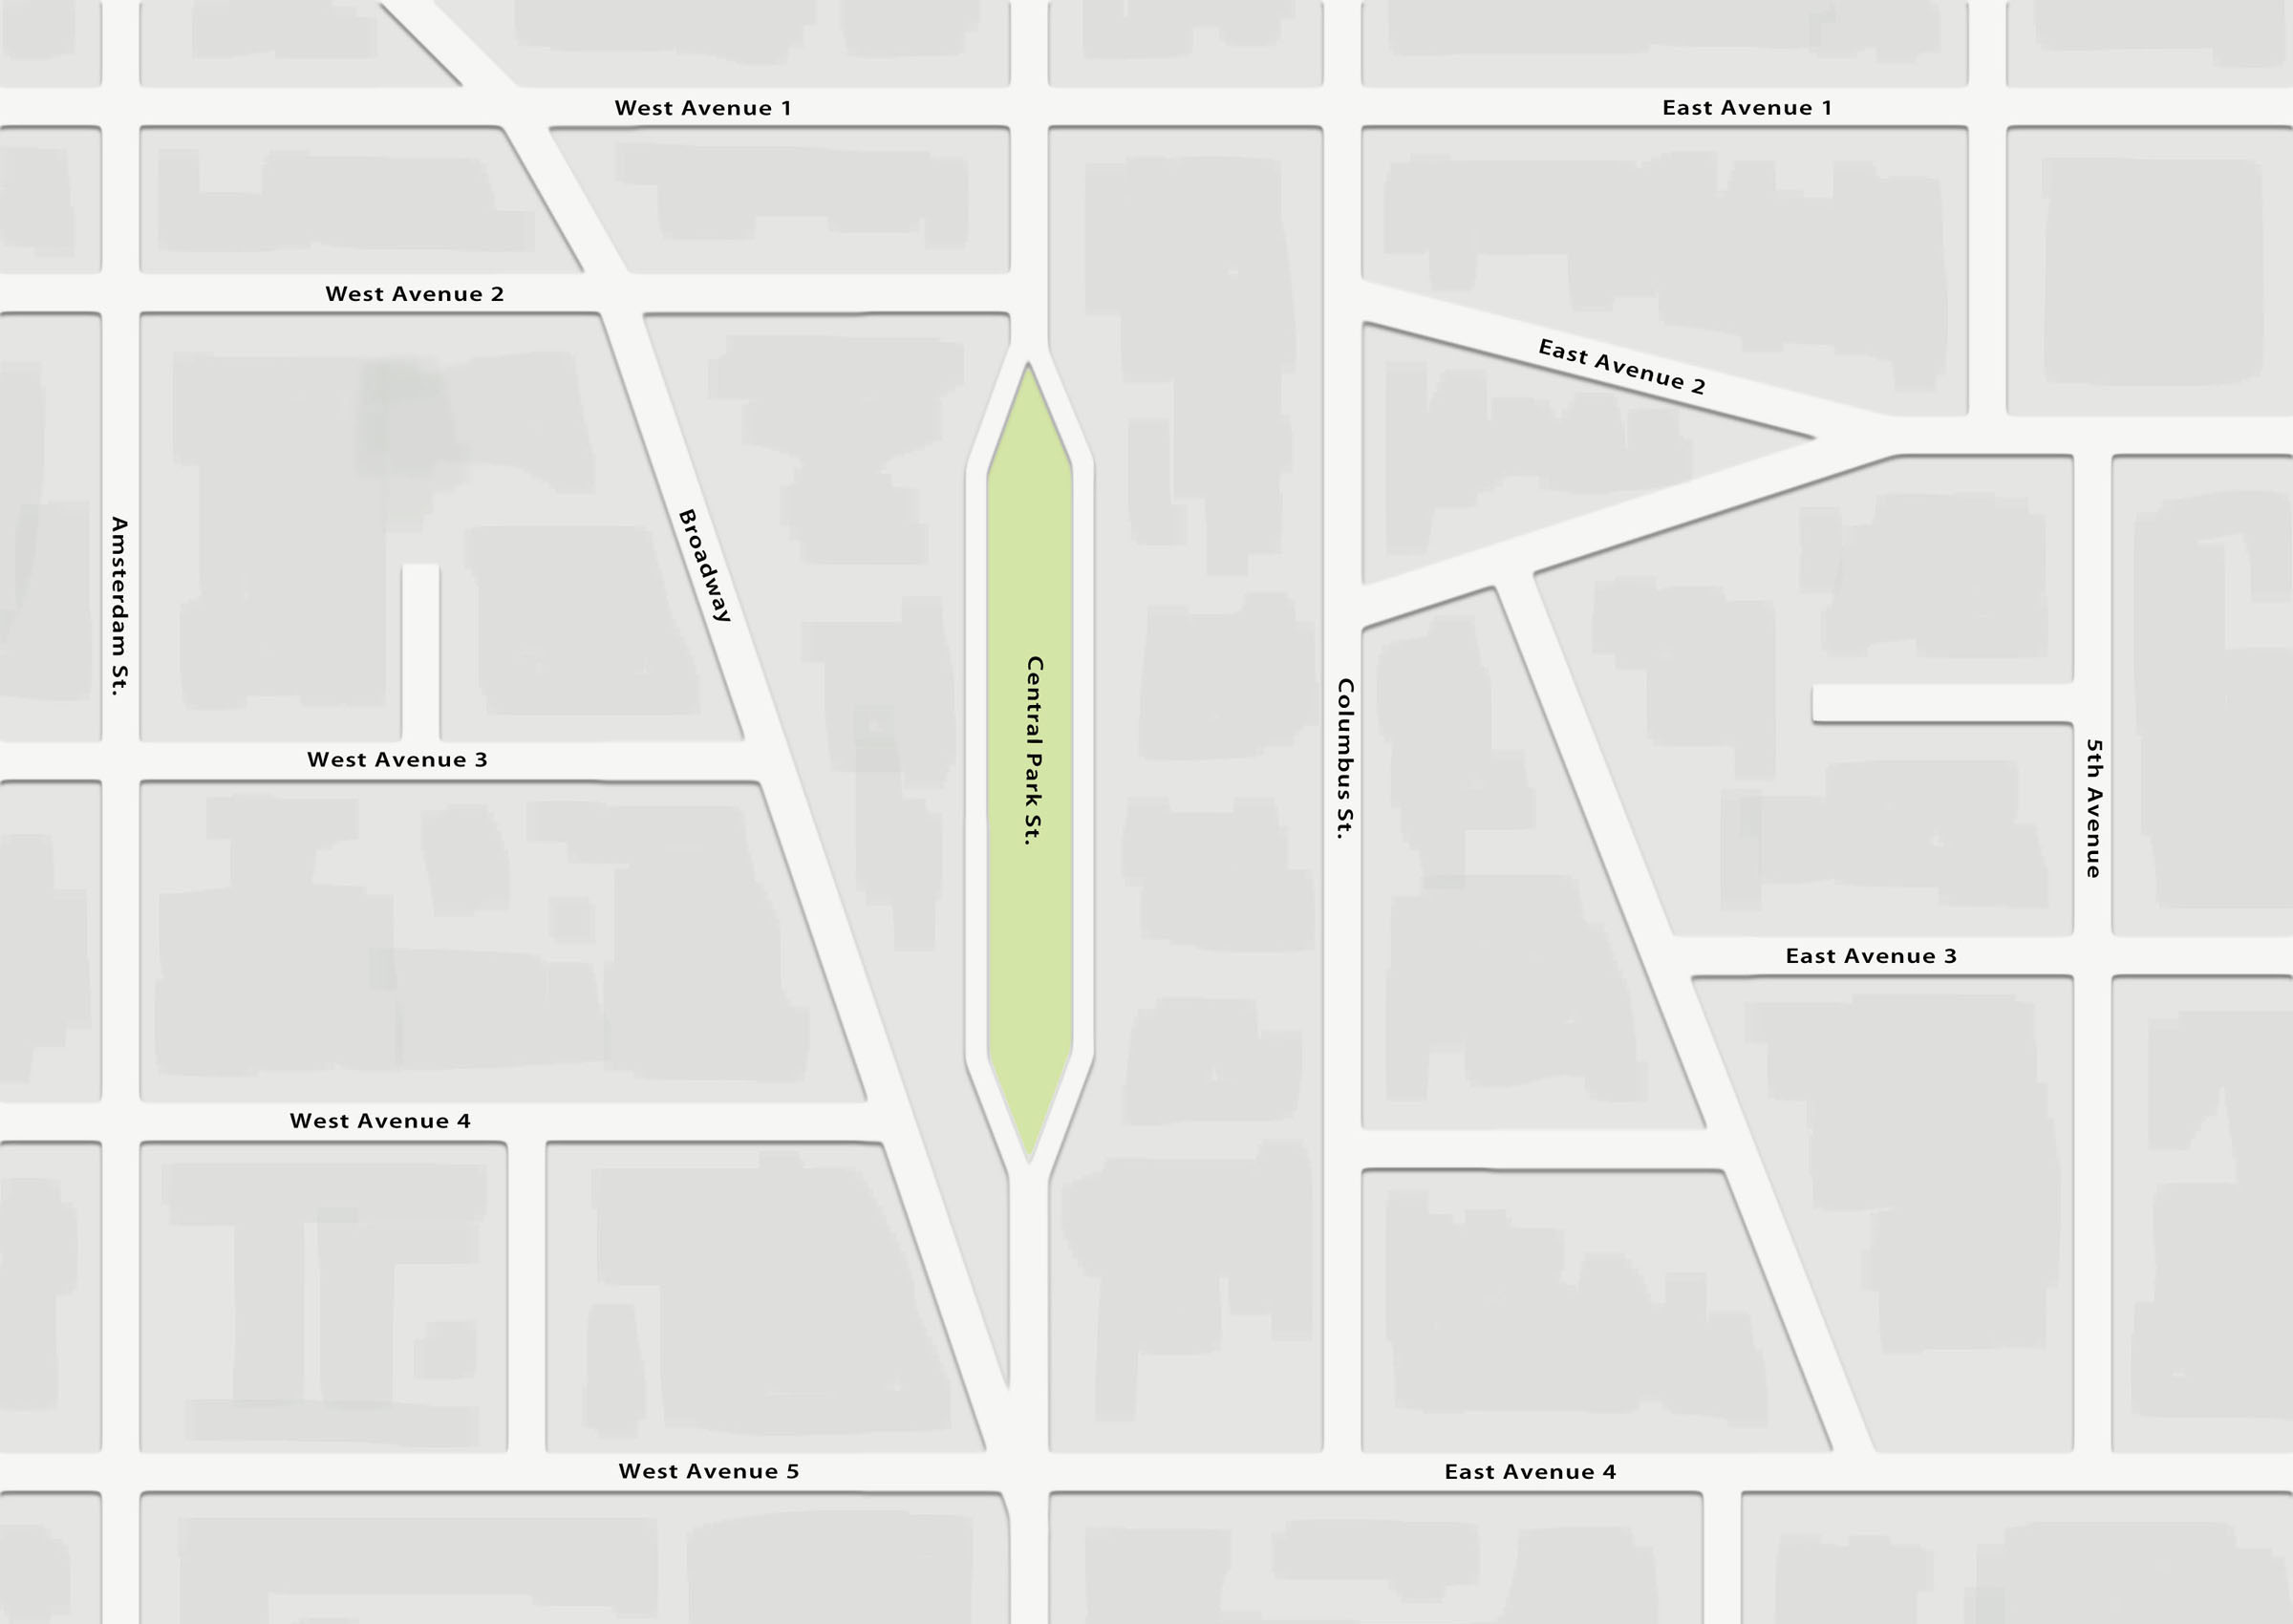 West Avenue 1
East Avenue 1
West Avenue 2
East Avenue 2
Amsterdam St.
Broadway
Central Park St.
Columbus St.
5th Avenue
West Avenue 3
East Avenue 3
West Avenue 4
West Avenue 5
East Avenue 4